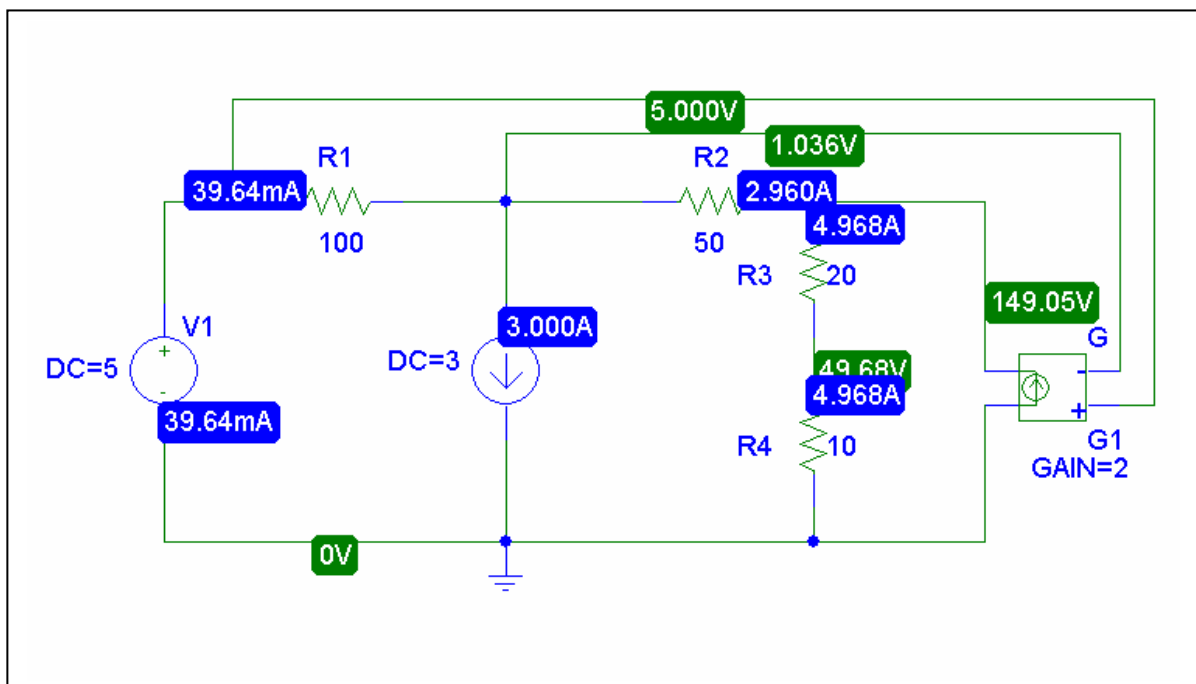 5.000V
1.036V
R1
R2
39.64mA
2.960A
4.968A
100
50
R3
20
149.05V
V1
3.000A
G
DC=5
+
-
DC=3
49.68V
-
4.968A
+
39.64mA
R4
10
G1
GAIN=2
0V